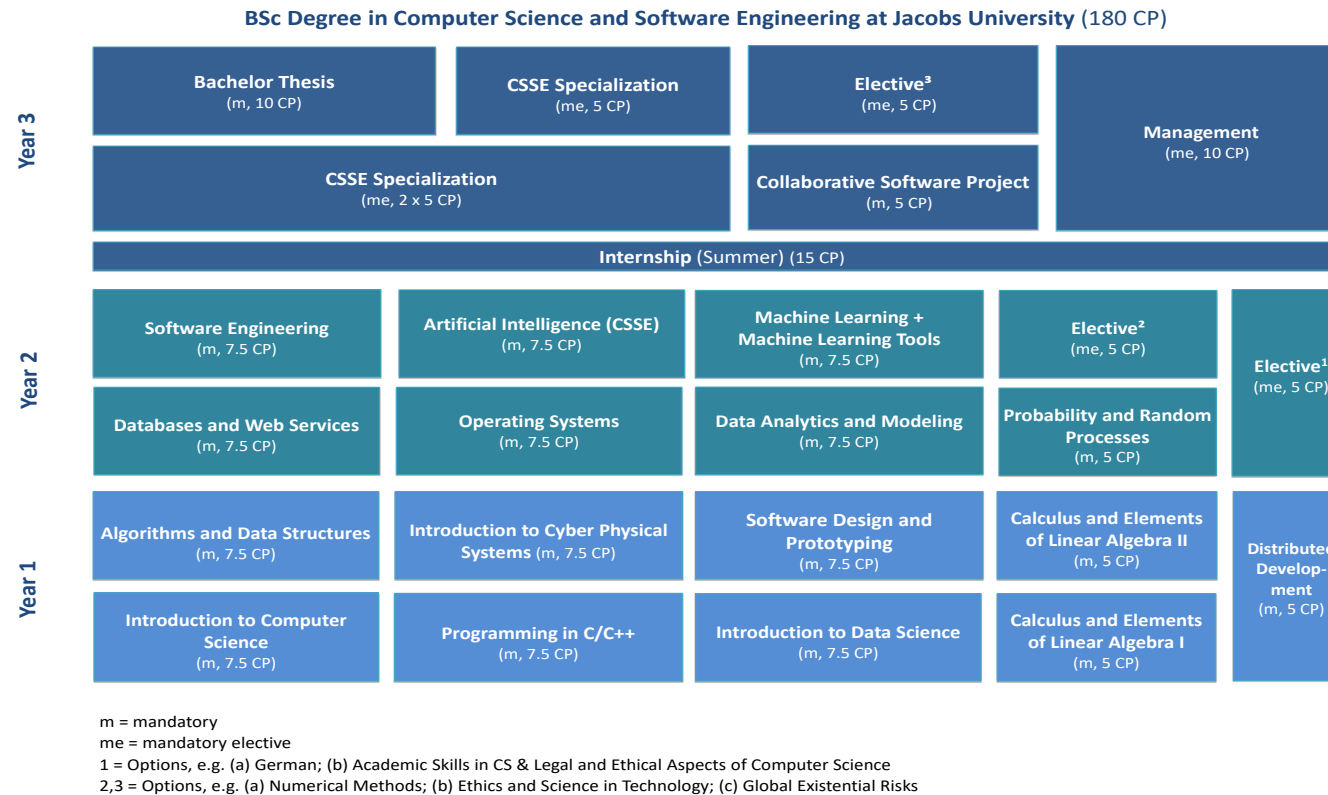 BSc Degree in Computer Science and Software Engineering at Jacobs University (180 CP)
Year 3
Bachelor Thesis
(m, 10 CP)
CSSE Specialization
(me, 5 CP)
Elective³
(me, 5 CP)
Management
(me, 10 CP)
CSSE Specialization
(me, 2 x 5 CP)
Collaborative Software Project
(m, 5 CP)
Internship (Summer) (15 CP)
Year 2
Software Engineering
(m, 7.5 CP)
Artificial Intelligence (CSSE)
(m, 7.5 CP)
Machine Learning +
Machine Learning Tools
(m, 7.5 CP)
Elective²
(me, 5 CP)
Elective¹
(me, 5 CP)
Databases and Web Services
(m, 7.5 CP)
Operating Systems
(m, 7.5 CP)
Data Analytics and Modeling
(m, 7.5 CP)
Probability and Random
Processes
(m, 5 CP)
Year 1
Algorithms and Data Structures
(m, 7.5 CP)
Introduction to Cyber Physical
Systems (m, 7.5 CP)
Software Design and
Prototyping
(m, 7.5 CP)
Calculus and Elements
of Linear Algebra II
(m, 5 CP)
Distributed
Develop-
ment
(m, 5 CP)
Introduction to Computer
Science
(m, 7.5 CP)
Programming in C/C++
(m, 7.5 CP)
Introduction to Data Science
(m, 7.5 CP)
Calculus and Elements
of Linear Algebra I
(m, 5 CP)
m = mandatory
me = mandatory elective
1 = Options, e.g. (a) German; (b) Academic Skills in CS & Legal and Ethical Aspects of Computer Science
2,3 = Options, e.g. (a) Numerical Methods; (b) Ethics and Science in Technology; (c) Global Existential Risks